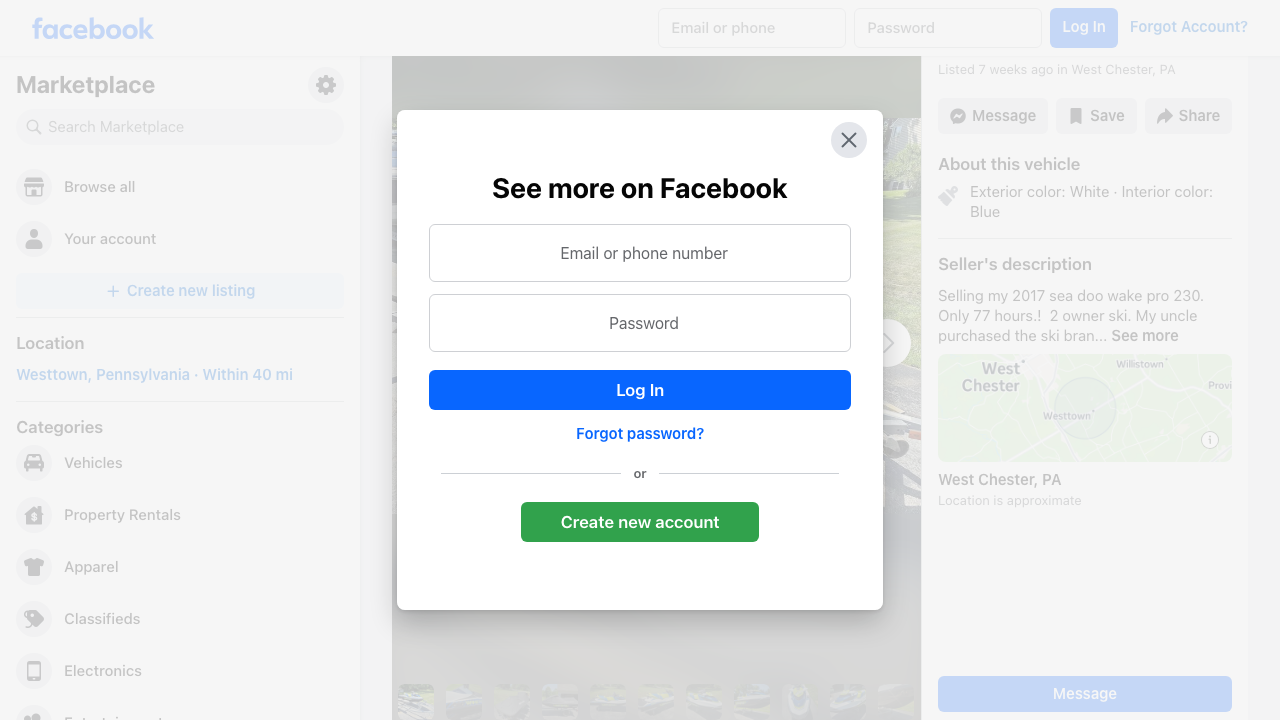 facebook
Email or phone
Password
Log In
Forgot Account?
Marketplace
Search Marketplace
Browse all
Your account
Create new listing
Location
Westtown, Pennsylvania · Within 40 mi
Categories
Vehicles
Property Rentals
Apparel
Classifieds
Electronics
See more on Facebook
Email or phone number
Password
Log In
Forgot password?
or
Create new account
Listed 7 weeks ago in West Chester, PA
Message
Save
Share
About this vehicle
Exterior color: White · Interior color:
Blue
Seller's description
Selling my 2017 sea doo wake pro 230.
Only 77 hours.! 2 owner ski. My uncle
purchased the ski bran... See more
West
Chester
Willistown
Westtown
West Chester, PA
Location is approximate
Message